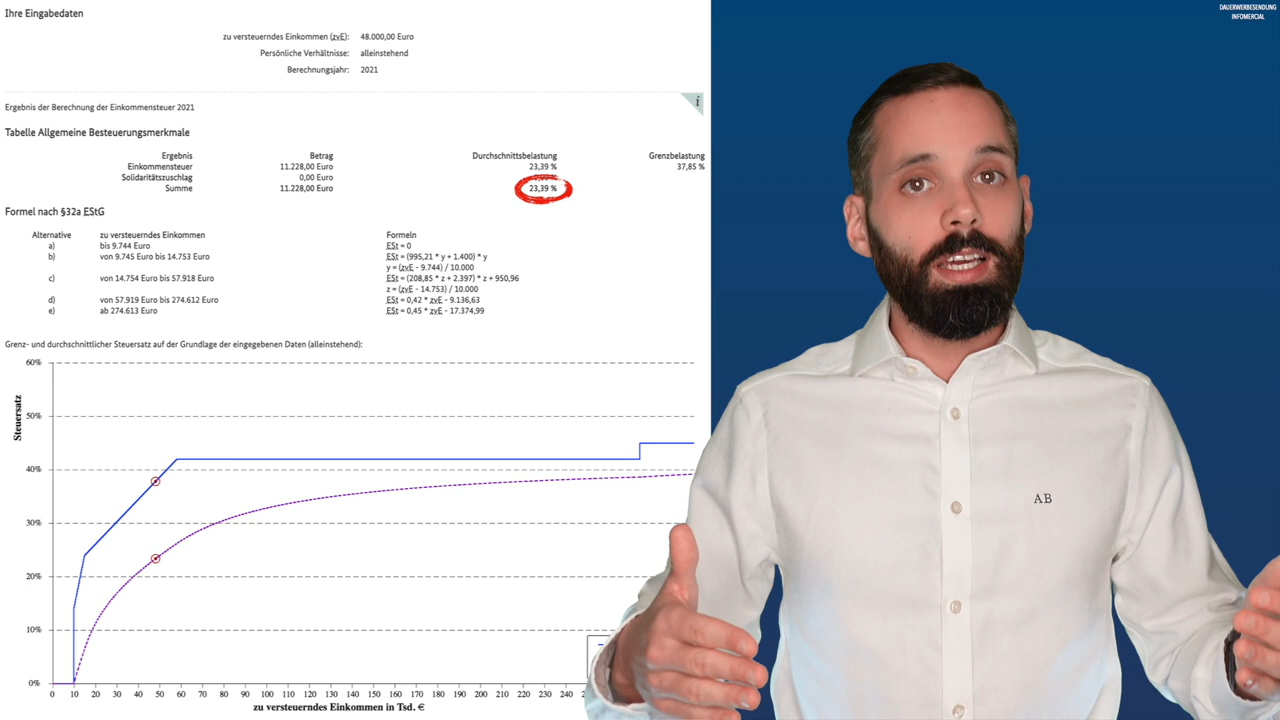 DAUERWERBESENDUNG
INFOMERCIAL
Ihre Eingabedaten
zu versteuerndes Einkommen (zvE): 48.000,00 Euro
Persönliche Verhältnisse: alleinstehend
Berechnungsjahr: 2021
i
Ergebnis der Berechnung der Einkommensteuer 2021
Tabelle Allgemeine Besteuerungsmerkmale
Ergebnis Betrag Durchschnittsbelastung Grenzbelastung
Einkommensteuer 11.228,00 Euro 23,39 % 37,85 %
Solidaritätszuschlag 0,00 Euro
Summe 11.228,00 Euro 23,39 %
Formel nach §32a EStG
Alternative zu versteuerndes Einkommen Formeln
a) bis 9.744 Euro ESt = 0
b) von 9.745 Euro bis 14.753 Euro ESt = (995,21 * y + 1.400) * y
y = (zvE - 9.744) / 10.000
c) von 14.754 Euro bis 57.918 Euro ESt = (208,85 * z + 2.397) * z + 950,96
z = (zvE - 14.753) / 10.000
d) von 57.919 Euro bis 274.612 Euro ESt = 0,42 * zvE - 9.136,63
e) ab 274.613 Euro ESt = 0,45 * zvE - 17.374,99
Grenz- und durchschnittlicher Steuersatz auf der Grundlage der eingegebenen Daten (alleinstehend):
60%
50%
40%
30%
20%
10%
0%
Steuersatz
0 10 20 30 40 50 60 70 80 90 100 110 120 130 140 150 160 170 180 190 200 210 220 230 240
zu versteuerndes Einkommen in Tsd. €
AB